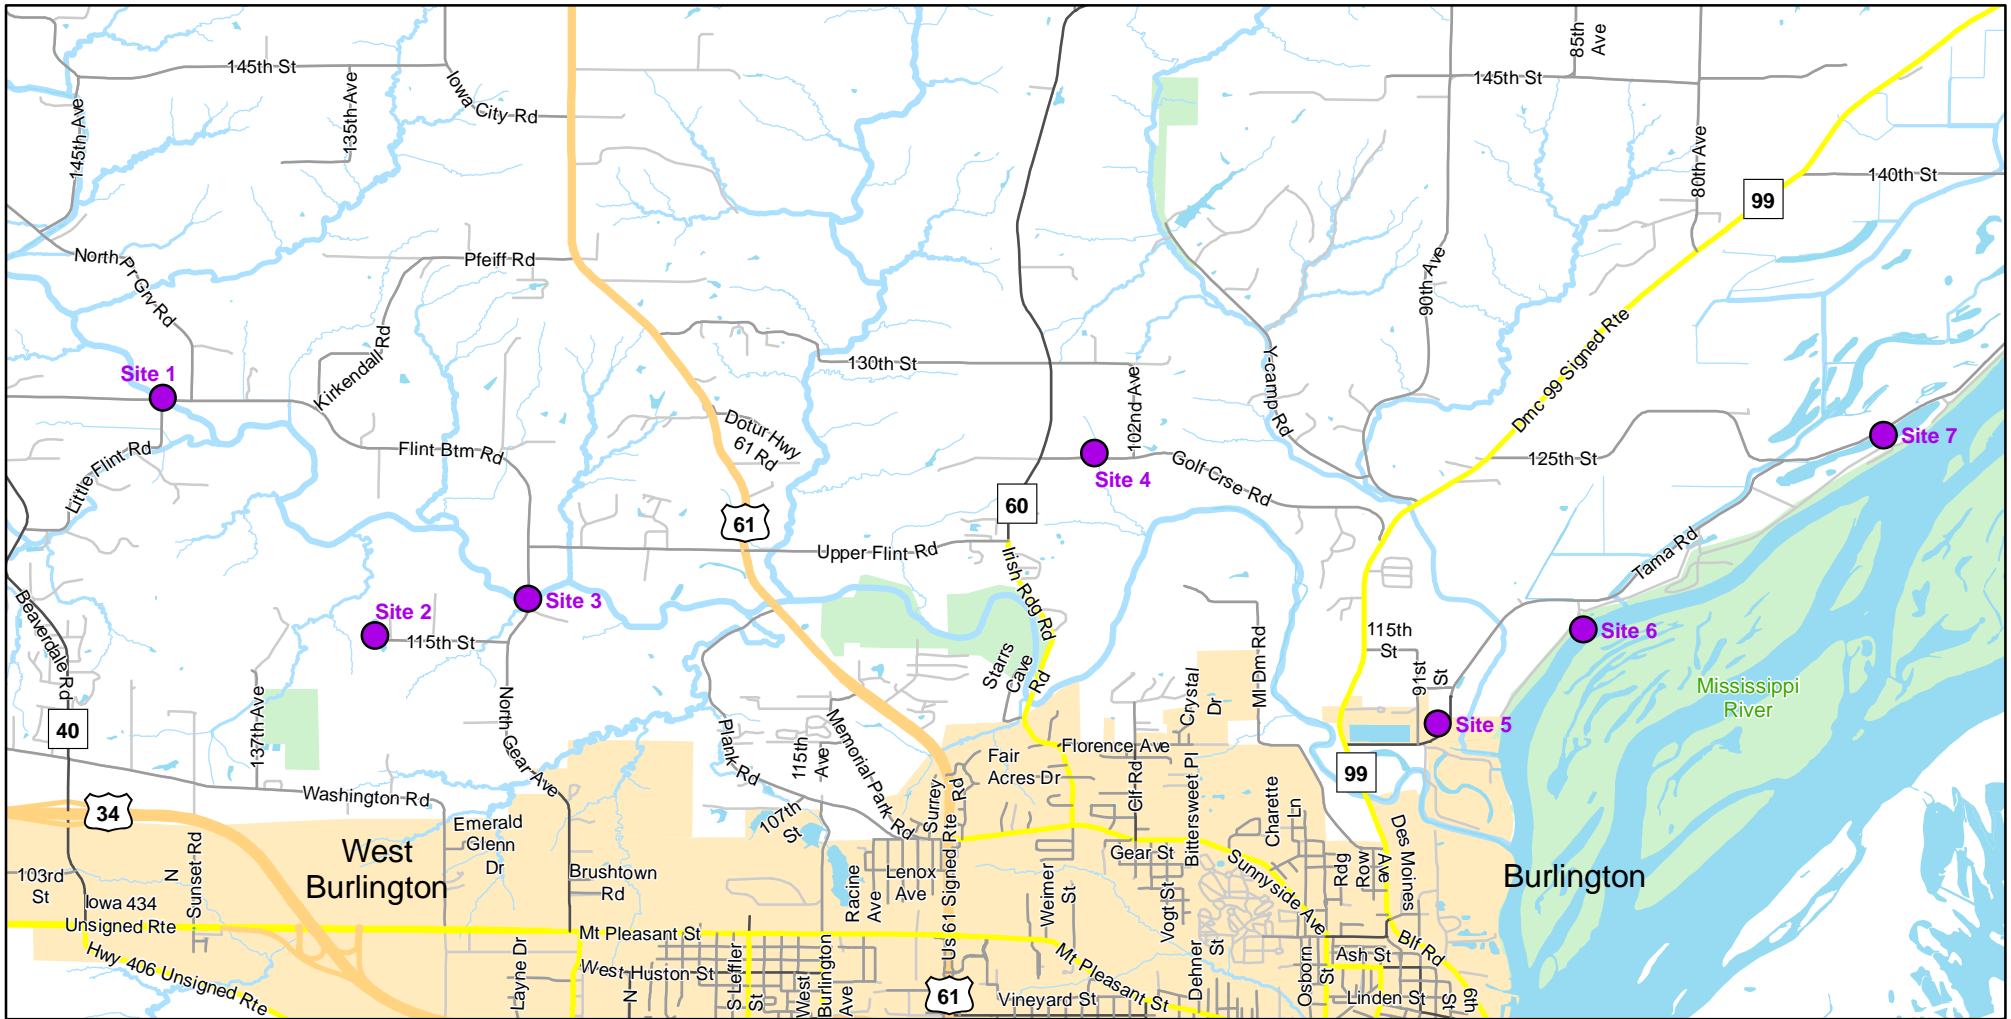 145th St
145th Ave
135th Ave
Iowa City Rd
85th
Ave
145th St
80th Ave
140th St
99
North Pr Grv Rd
Pfeiff Rd
90th Ave
Kirkendall Rd
130th St
Y-camp Rd
Dmc 99 Signed Rte
Site 1
102nd Ave
Dotur Hwy
61 Rd
Little Flint Rd
Flint Btm Rd
Site 4
Golf Crse Rd
125th St
Site 7
60
61
Upper Flint Rd
Irish Rdg Rd
Tama Rd
Beaverdale Rd
Site 2
Site 3
115th St
Site 6
115th
St
91st
St
Starrs
Cave
Rd
Crystal
Dr
Ml Dm Rd
Mississippi
River
40
137th Ave
North Gear Ave
Plank Rd
115th
Ave
Memorial Park Rd
Site 5
Florence Ave
Fair
Acres Dr
99
Clf Rd
Bittersweet Pl
Charette
Ln
Washington Rd
34
107th
St
Surrey
Rd
Emerald
Glenn
Dr
West
Burlington
Brushtown
Rd
Gear St
Sunnyside Ave
Rdg
Row
Ave
Des Moines
Burlington
103rd
St
N
Sunset Rd
Iowa 434
Unsigned Rte
Racine
Ave
Lenox
Ave
Us 61 Signed Rte
Weimer
St
Vogt St
Mt Pleasant St
Hwy 406 Unsigned Rte
Layne Dr
West Huston St
N
S Leffler
St
West
Burlington
Ave
61
Mt Pleasant St
Vineyard St
Dehner
St
Osborn
St
Ash St
Blf Rd
Linden St
St
6th